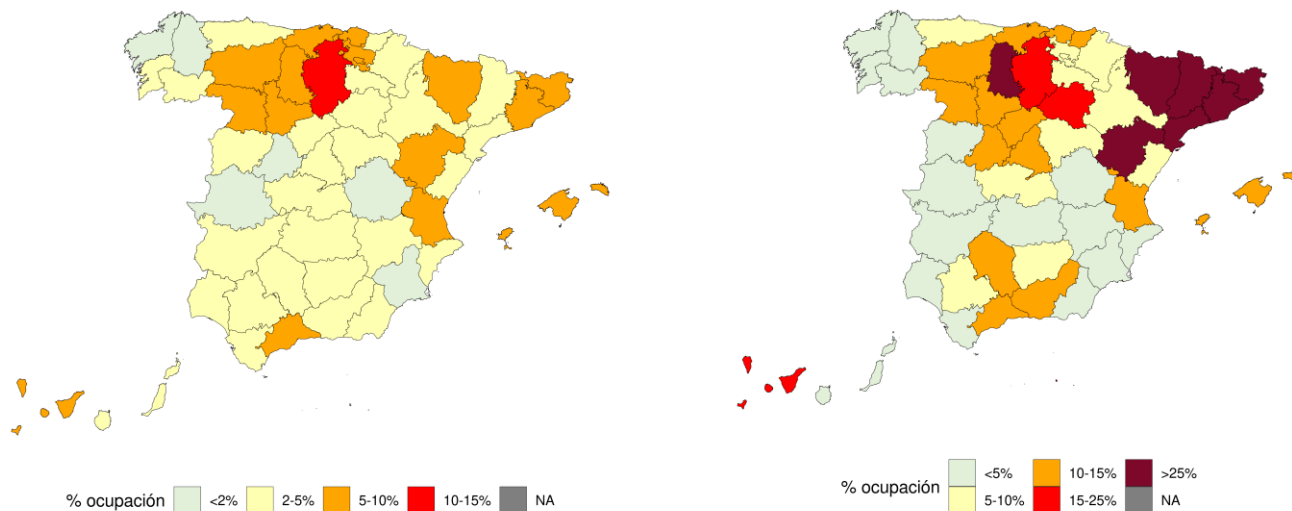 % ocupación <2% 2-5% 5-10% 10-15% NA
% ocupación <5% 10-15% >25%
5-10% 15-25% NA